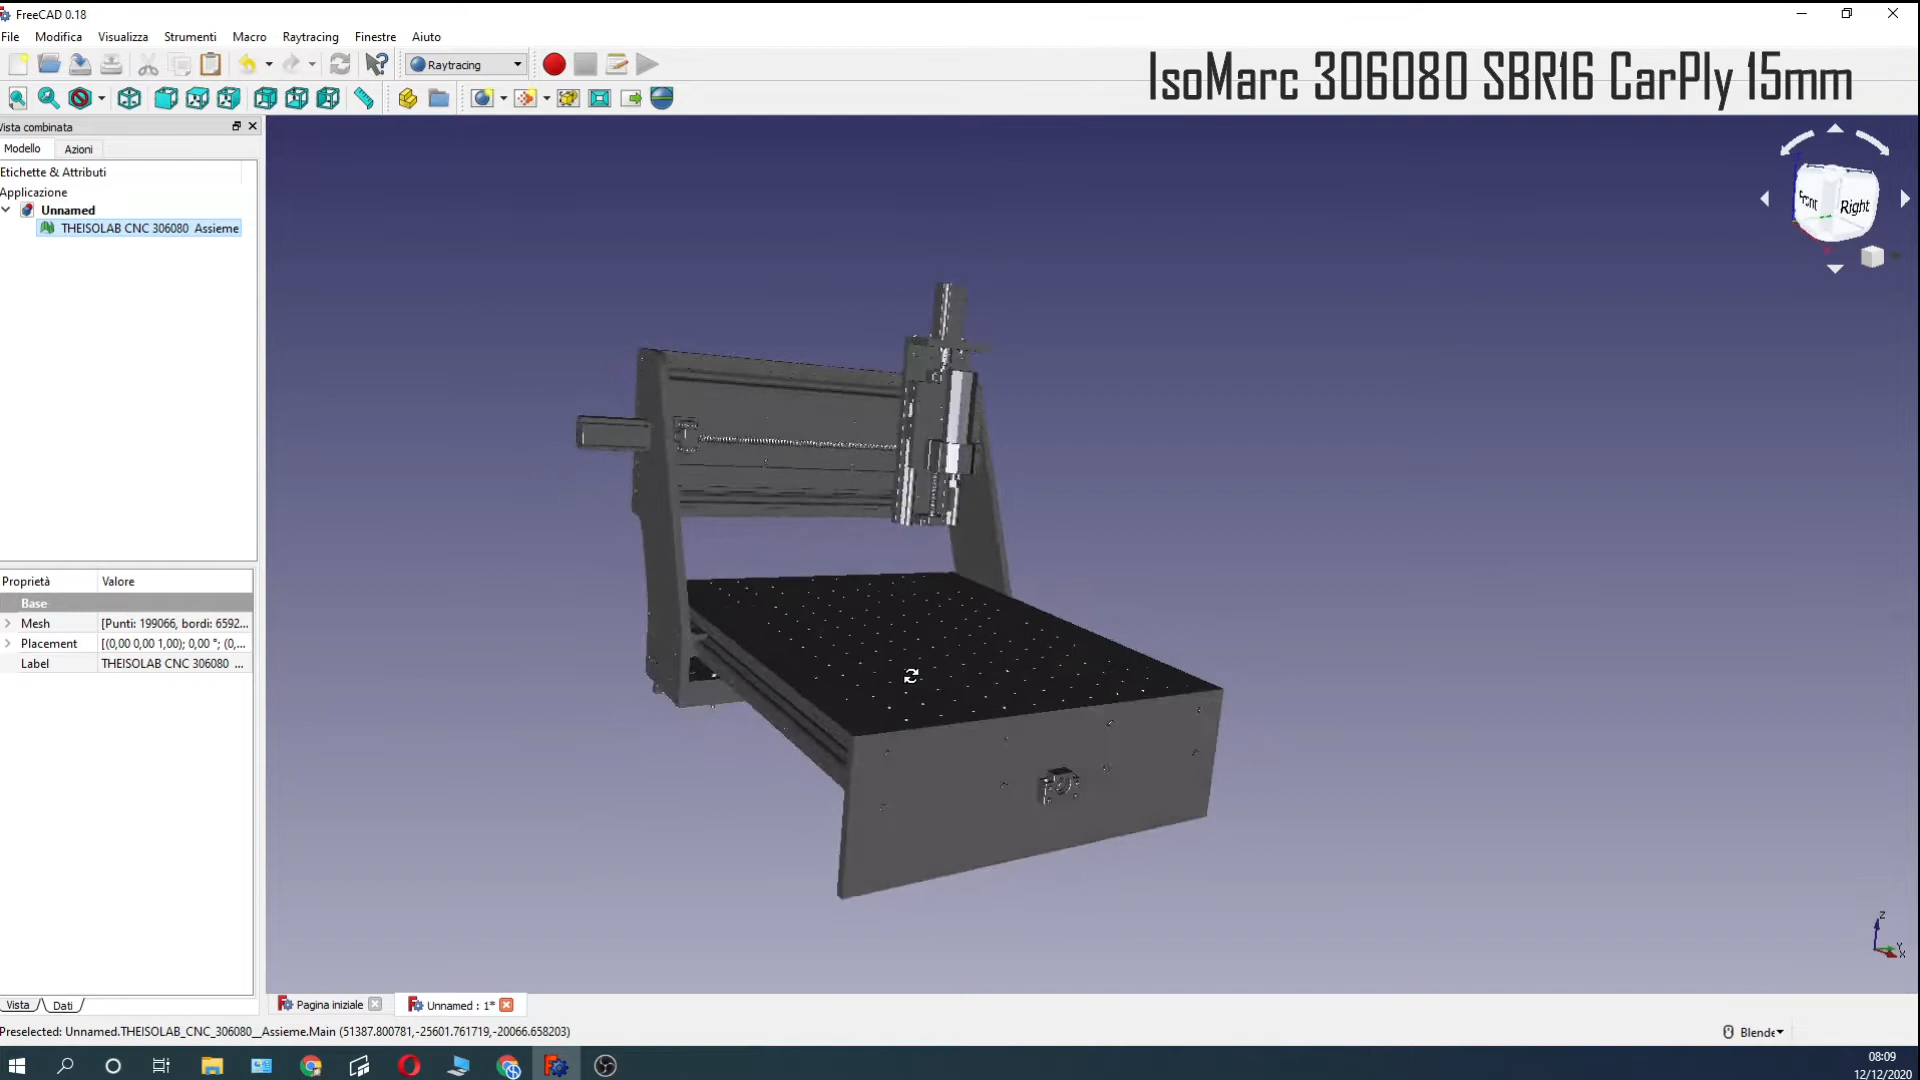 FreeCAD 0.18
IsoMarc 306080 SBR16 CarPly 15mm
File Modifica Visualizza Strumenti Macro Raytracing Finestre Aiuto
Raytracing
Vista combinata
Modello Azioni
Etichette & Attributi
Applicazione
Unnamed
THEISOLAB CNC 306080 Assieme
Front Right
Proprietà Valore
Base
Mesh [Punti: 199066, bordi: 6592...
Placement [(0,00 0,00 1,00); 0,00 °; (0,...
Label THEISOLAB CNC 306080 ...
Z
Y
X
Vista Dati
Pagina iniziale Unnamed : 1*
Preselected: Unnamed.THEISOLAB_CNC_306080__Assieme.Main (51387.800781,-25601.761719,-20066.658203)
Blende
08:09
12/12/2020